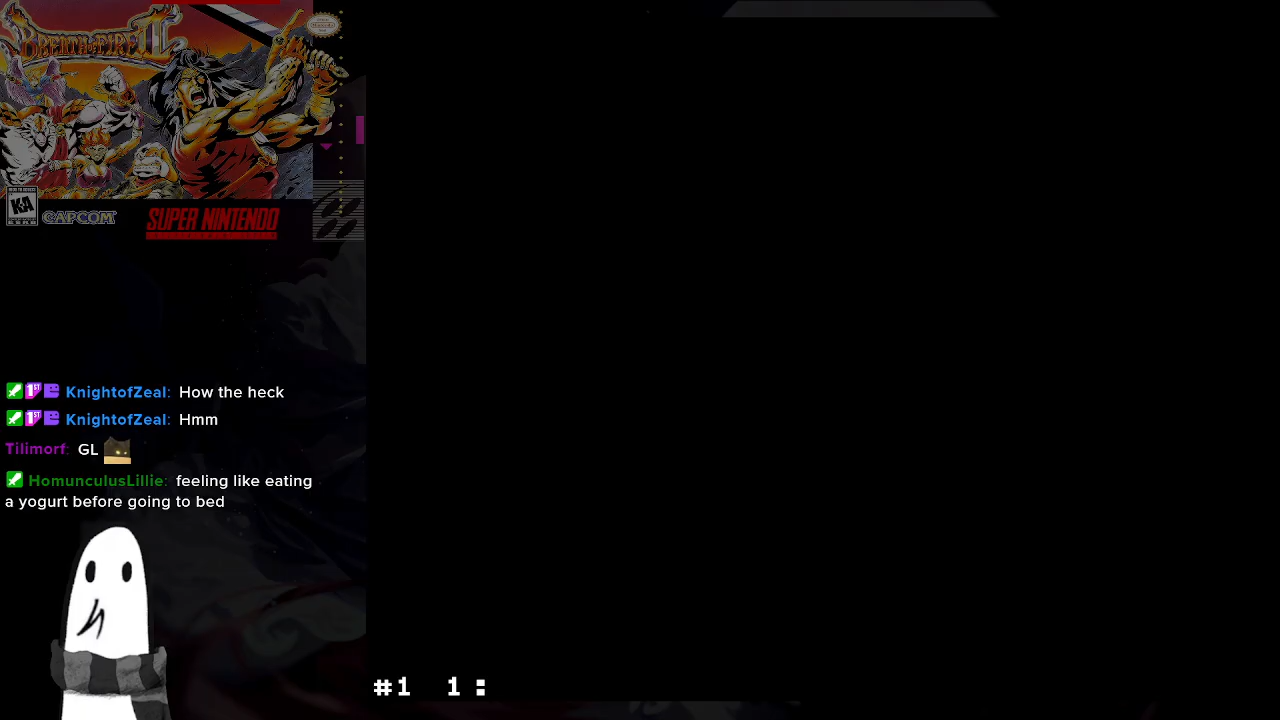 BREATH OF FIRE II
K-A
CAPCOM
SUPER NINTENDO
KnightofZeal: How the heck
KnightofZeal: Hmm
Tilimorf: GL
HomunculusLillie: feeling like eating
a yogurt before going to bed
#1 1: